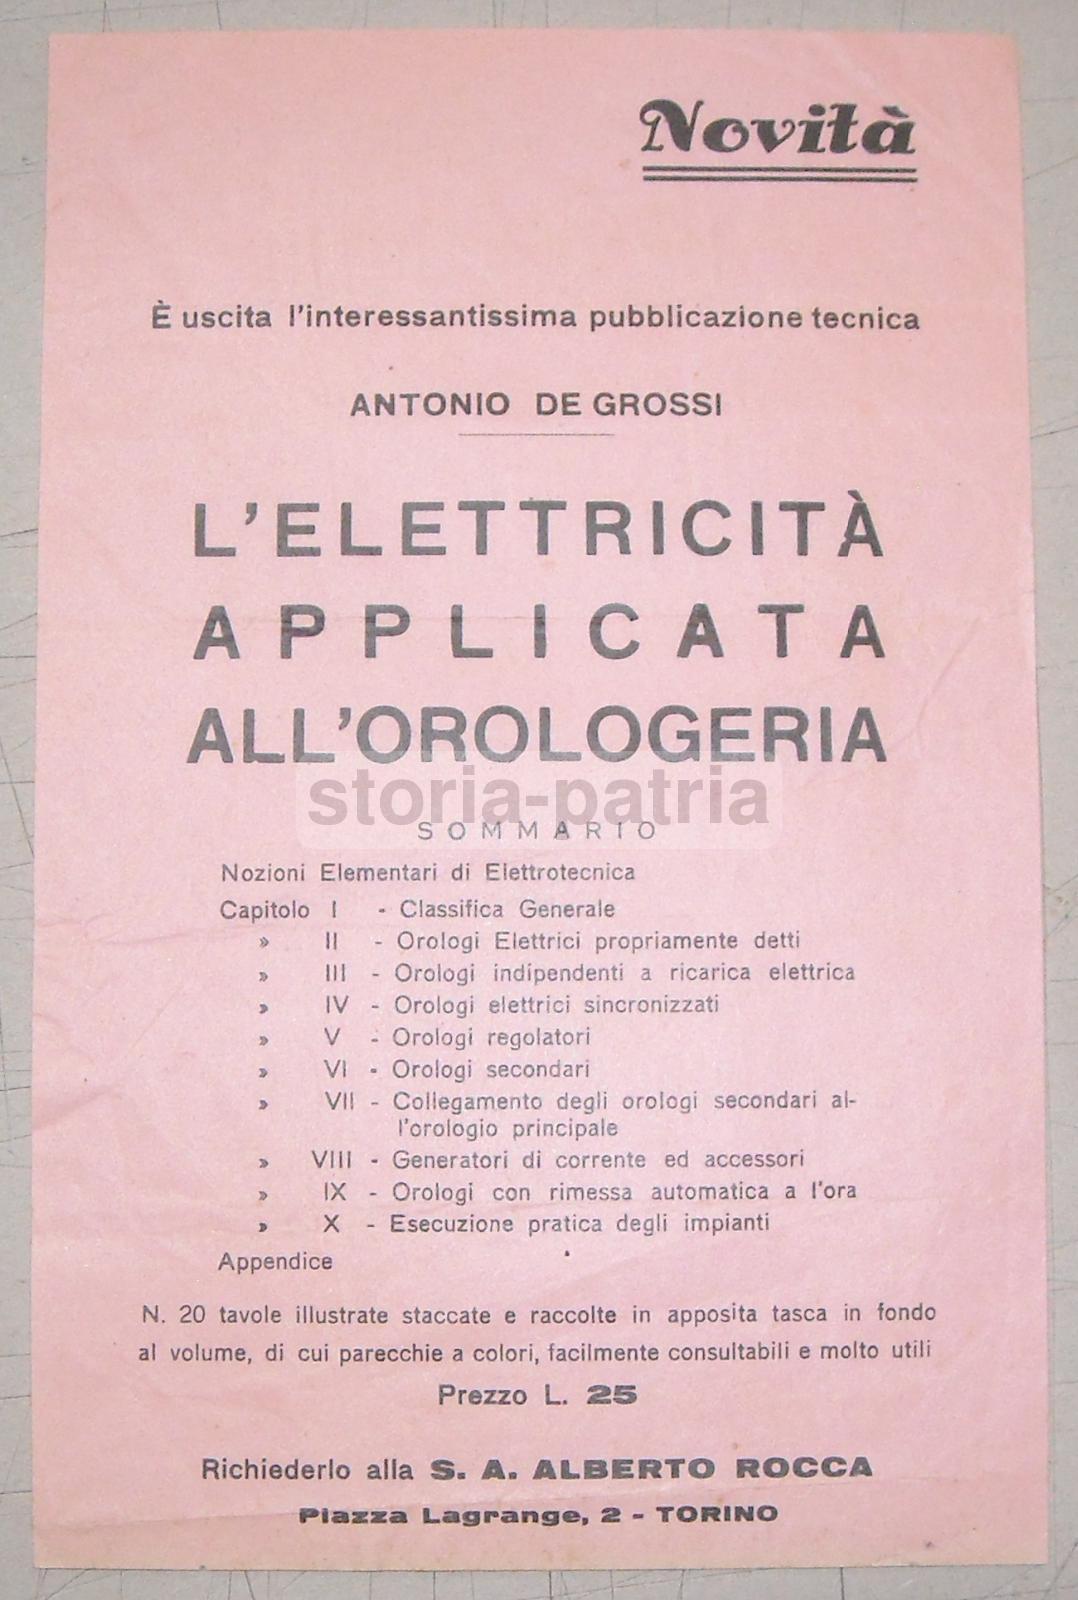 Novità
È uscita l'interessantissima pubblicazione tecnica
ANTONIO DE GROSSI
L'ELETTRICITÀ
APPLICATA
ALL'OROLOGERIA
storia-patria
SOMMARIO
Nozioni Elementari di Elettrotecnica
Capitolo I - Classifica Generale
» II - Orologi Elettrici propriamente detti
» III - Orologi indipendenti a ricarica elettrica
» IV - Orologi elettrici sincronizzati
» V - Orologi regolatori
» VI - Orologi secondari
» VII - Collegamento degli orologi secondari al-
l'orologio principale
» VIII - Generatori di corrente ed accessori
» IX - Orologi con rimessa automatica a l'ora
» X - Esecuzione pratica degli impianti
Appendice
N. 20 tavole illustrate staccate e raccolte in apposita tasca in fondo
al volume, di cui parecchie a colori, facilmente consultabili e molto utili
Prezzo L. 25
Richiederlo alla S. A. ALBERTO ROCCA
Piazza Lagrange, 2 - TORINO